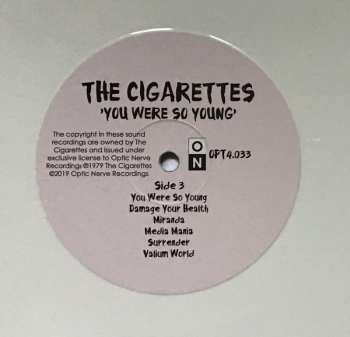 THE CIGARETTES
'YOU WERE SO YOUNG'
The copyright in these sound
recordings are owned by The
Cigarettes and issued under
exclusive license to Optic Nerve
Recordings ℗1979 The Cigarettes
©2019 Optic Nerve Recordings.
O
N
OPT4.033
Side 3
You Were So Young
Damage Your Health
Miranda
Media Mania
Surrender
Valium World